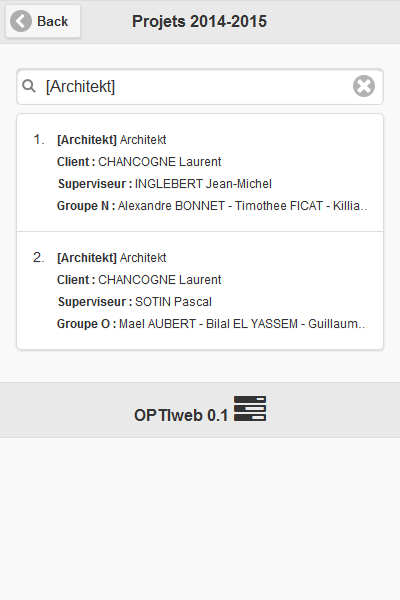 Back
Projets 2014-2015
[Architekt]
1. [Architekt] Architekt
Client : CHANCOGNE Laurent
Superviseur : INGLEBERT Jean-Michel
Groupe N : Alexandre BONNET - Timothee FICAT - Killia..
2. [Architekt] Architekt
Client : CHANCOGNE Laurent
Superviseur : SOTIN Pascal
Groupe O : Mael AUBERT - Bilal EL YASSEM - Guillaum..
OPTIweb 0.1